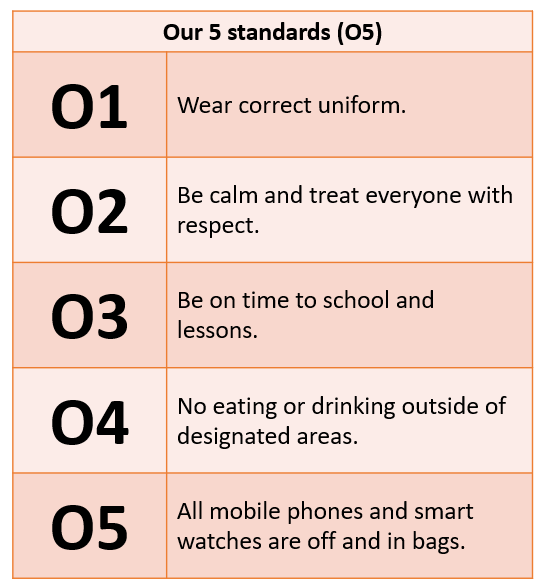 Our 5 standards (O5)
O1
Wear correct uniform.
O2
Be calm and treat everyone with
respect.
O3
Be on time to school and
lessons.
O4
No eating or drinking outside of
designated areas.
O5
All mobile phones and smart
watches are off and in bags.